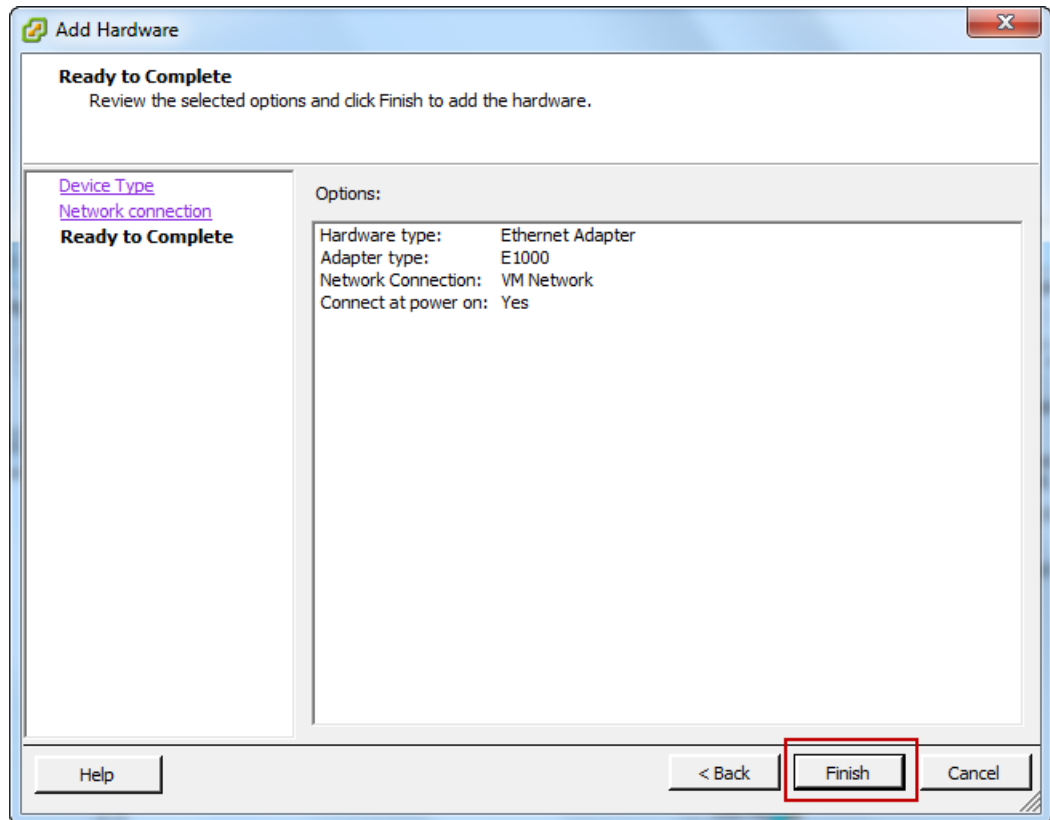 Add Hardware
X
Ready to Complete
Review the selected options and click Finish to add the hardware.
Device Type
Network connection
Ready to Complete
Options:
Hardware type: Ethernet Adapter
Adapter type: E1000
Network Connection: VM Network
Connect at power on: Yes
Help
< Back
Finish
Cancel